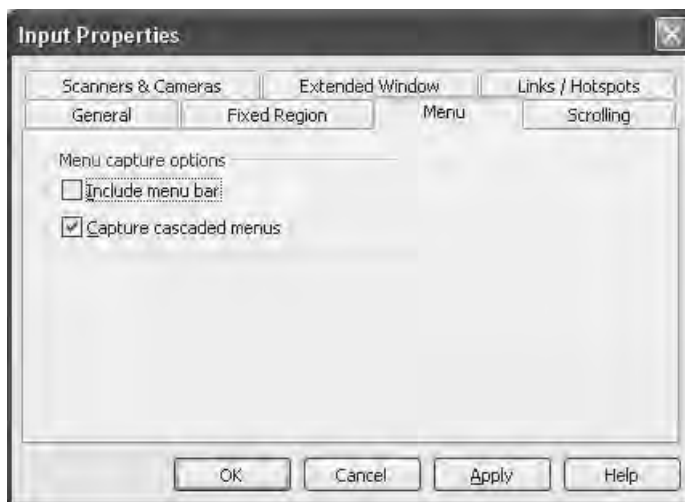 Input Properties
Scanners & Cameras Extended Window Links / Hotspots
General Fixed Region Menu Scrolling
Menu capture options
Include menu bar
Capture cascaded menus
OK Cancel Apply Help